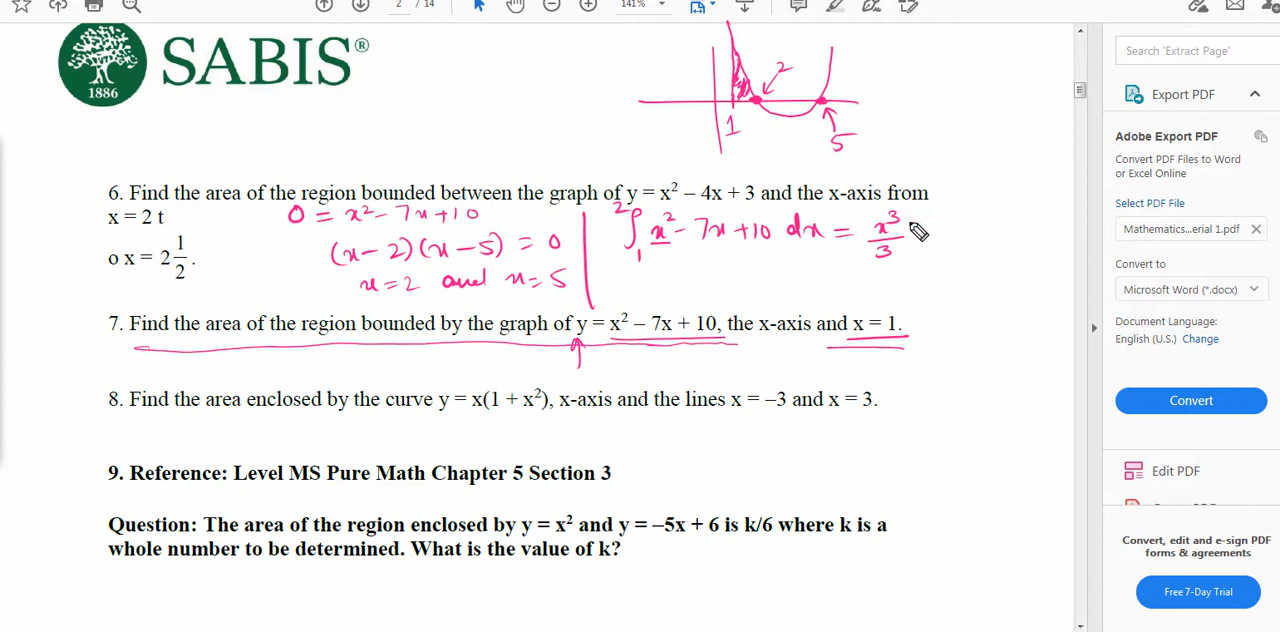 2 / 14
141%
SABIS®
1886
2
1
5
6. Find the area of the region bounded between the graph of y = x² – 4x + 3 and the x-axis from
x = 2 t
o x = 2 1/2.
0 = x² - 7x + 10
(x - 2)(x - 5) = 0
x = 2 and x = 5
∫₁² x² - 7x + 10 dx = x³/3
7. Find the area of the region bounded by the graph of y = x² – 7x + 10, the x-axis and x = 1.
8. Find the area enclosed by the curve y = x(1 + x²), x-axis and the lines x = –3 and x = 3.
9. Reference: Level MS Pure Math Chapter 5 Section 3
Question: The area of the region enclosed by y = x² and y = –5x + 6 is k/6 where k is a
whole number to be determined. What is the value of k?
Search 'Extract Page'
Export PDF
Adobe Export PDF
Convert PDF Files to Word
or Excel Online
Select PDF File
Mathematics...erial 1.pdf
Convert to
Microsoft Word (*.docx)
Document Language:
English (U.S.) Change
Convert
Edit PDF
Convert, edit and e-sign PDF
forms & agreements
Free 7-Day Trial